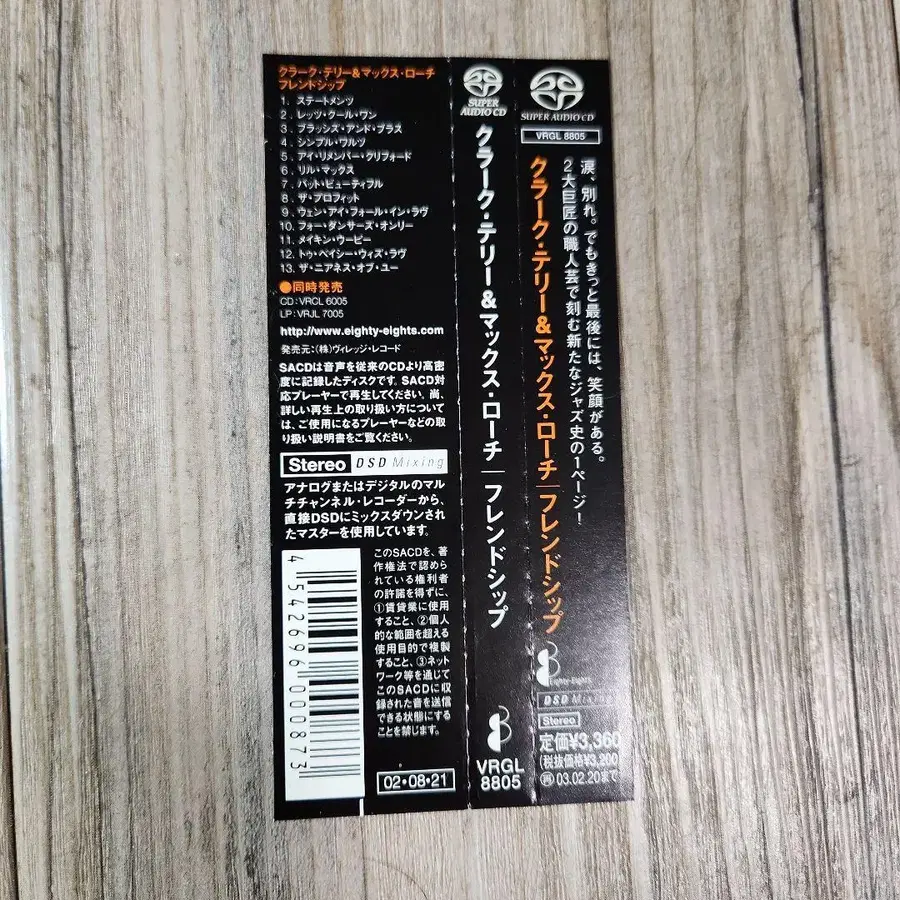 クラーク・テリー&マックス・ローチ
フレンドシップ
1. ステートメンツ
2. レッツ・クール・ワン
3. ブラッシズ・アンド・ブラス
4. シンプル・ワルツ
5. アイ・リメンバー・クリフォード
6. リル・マックス
7. バット・ビューティフル
8. ザ・プロフィット
9. ウェン・アイ・フォール・イン・ラヴ
10. フォー・ダンサーズ・オンリー
11. メイキン・ウーピー
12. トゥ・ベイシー・ウィズ・ラヴ
13. ザ・ニアネス・オブ・ユー
●同時発売
CD:VRCL 6005
LP:VRJL 7005
http://www.eighty-eights.com
発売元:(株)ヴィレッジ・レコード
SACDは音声を従来のCDより高密
度に記録したディスクです。SACD対
応プレーヤーで再生してください。尚、
詳しい再生上の取り扱い方について
は、ご使用になるプレーヤーなどの取
り扱い説明書をご覧ください。
Stereo DSD Mixing
アナログまたはデジタルのマル
チチャンネル・レコーダーから、
直接DSDにミックスダウンされ
たマスターを使用しています。
4542696000873
このSACDを、著
作権法で認めら
れている権利者
の許諾を得ずに、
①賃貸業に使用
すること、②個人
的な範囲を超える
使用目的で複製
すること、③ネット
ワーク等を通じて
このSACDに収
録された音を送信
できる状態にする
ことを禁じます。
02・08・21
SUPER
AUDIO CD
クラーク・テリー&マックス・ローチ|フレンドシップ
VRGL
8805
SUPER AUDIO CD
VRGL 8805
涙、別れ。でもきっと最後には、笑顔がある。
2大巨匠の職人芸で刻む新たなジャズ史の1ページ!
クラーク・テリー&マックス・ローチ|フレンドシップ
Eighty-Eights
DSD Mixing
Stereo
定価¥3,360
(税抜価格¥3,200)
再 03.02.20まで